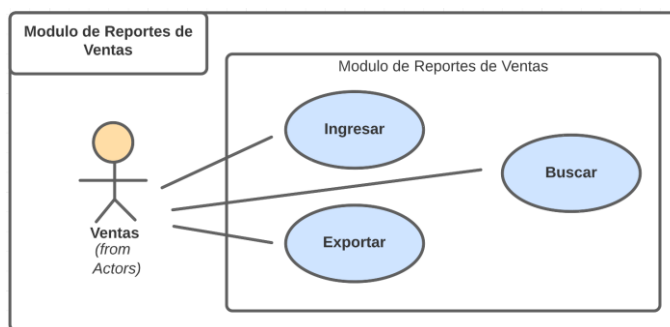 Modulo de Reportes de
Ventas
Modulo de Reportes de Ventas
Ingresar
Buscar
Exportar
Ventas
(from
Actors)